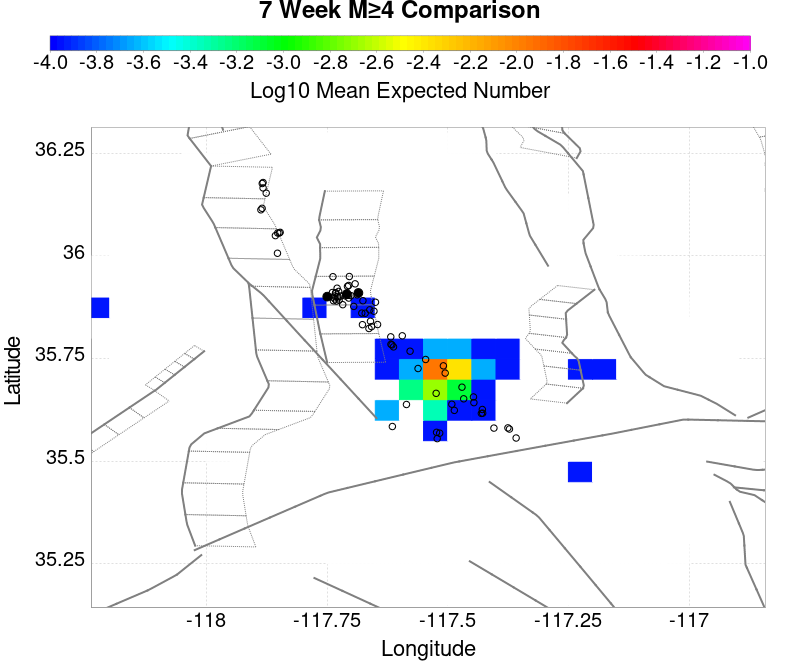 7 Week M≥4 Comparison
-4.0 -3.8 -3.6 -3.4 -3.2 -3.0 -2.8 -2.6 -2.4 -2.2 -2.0 -1.8 -1.6 -1.4 -1.2 -1.0
Log10 Mean Expected Number
36.25
36
35.75
35.5
35.25
Latitude
-118 -117.75 -117.5 -117.25 -117
Longitude